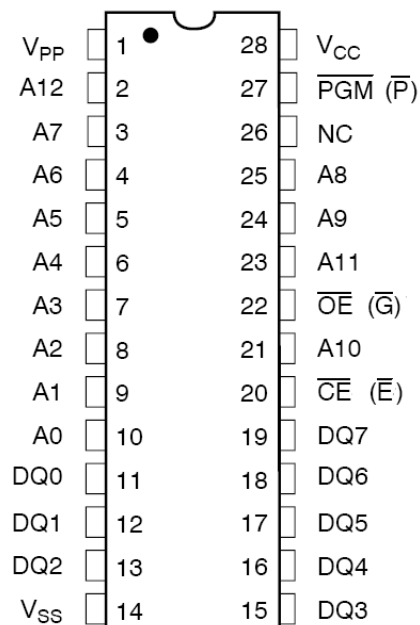 VPP 1 28 VCC
A12 2 27 PGM (P)
A7 3 26 NC
A6 4 25 A8
A5 5 24 A9
A4 6 23 A11
A3 7 22 OE (G)
A2 8 21 A10
A1 9 20 CE (E)
A0 10 19 DQ7
DQ0 11 18 DQ6
DQ1 12 17 DQ5
DQ2 13 16 DQ4
VSS 14 15 DQ3